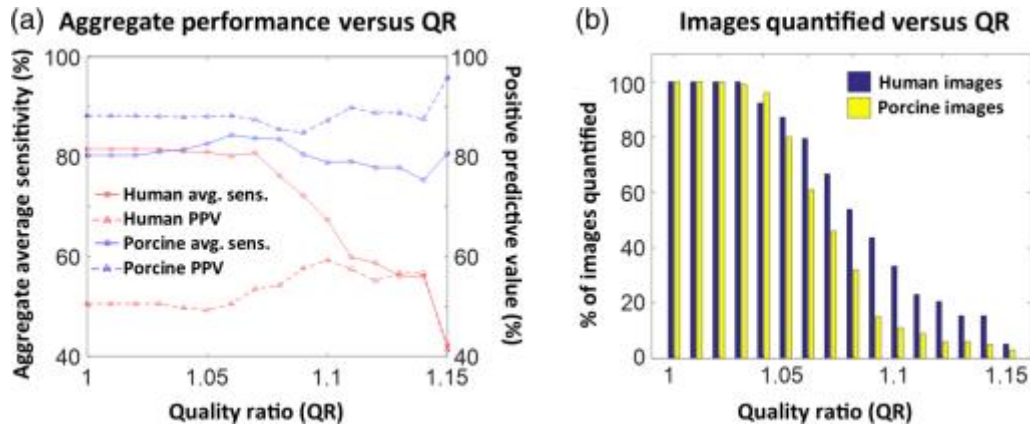 (a) Aggregate performance versus QR
Aggregate average sensitivity (%)
100
80
60
40
100
80
60
40
Positive predictive value (%)
Human avg. sens.
Human PPV
Porcine avg. sens.
Porcine PPV
1
1.05
1.1
1.15
Quality ratio (QR)
(b) Images quantified versus QR
% of images quantified
100
80
60
40
20
0
Human images
Porcine images
1
1.05
1.1
1.15
Quality ratio (QR)